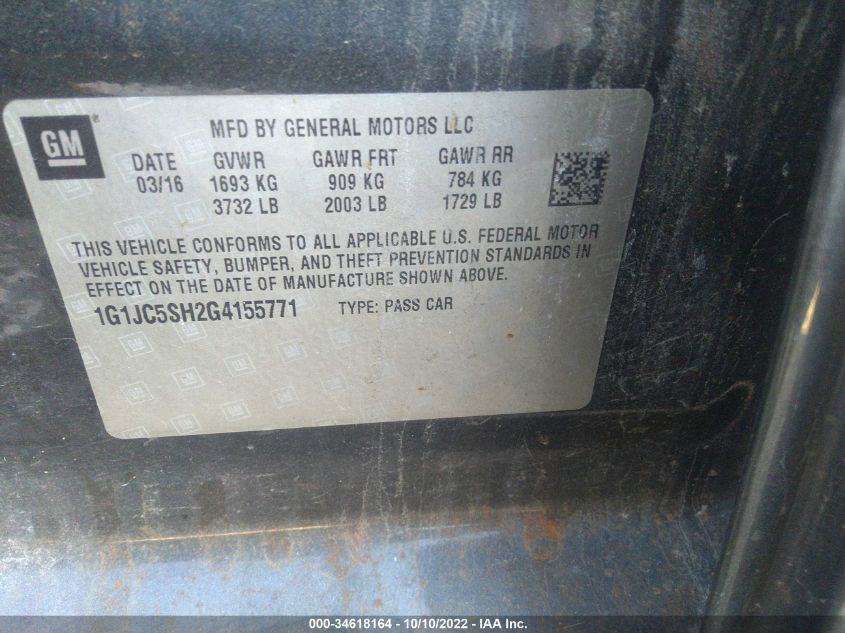 GM ®
MFD BY GENERAL MOTORS LLC
DATE GVWR GAWR FRT GAWR RR
03/16 1693 KG 909 KG 784 KG
3732 LB 2003 LB 1729 LB
THIS VEHICLE CONFORMS TO ALL APPLICABLE U.S. FEDERAL MOTOR
VEHICLE SAFETY, BUMPER, AND THEFT PREVENTION STANDARDS IN
EFFECT ON THE DATE OF MANUFACTURE SHOWN ABOVE.
1G1JC5SH2G4155771 TYPE: PASS CAR
000-34618164 - 10/10/2022 - IAA Inc.